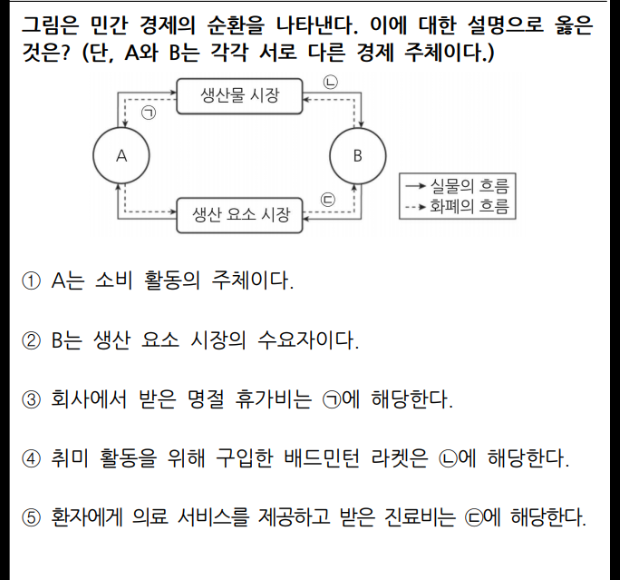 그림은 민간 경제의 순환을 나타낸다. 이에 대한 설명으로 옳은
것은? (단, A와 B는 각각 서로 다른 경제 주체이다.)
생산물 시장
㉡
㉠
A
B
㉢
생산 요소 시장
실물의 흐름
화폐의 흐름
① A는 소비 활동의 주체이다.
② B는 생산 요소 시장의 수요자이다.
③ 회사에서 받은 명절 휴가비는 ㉠에 해당한다.
④ 취미 활동을 위해 구입한 배드민턴 라켓은 ㉡에 해당한다.
⑤ 환자에게 의료 서비스를 제공하고 받은 진료비는 ㉢에 해당한다.